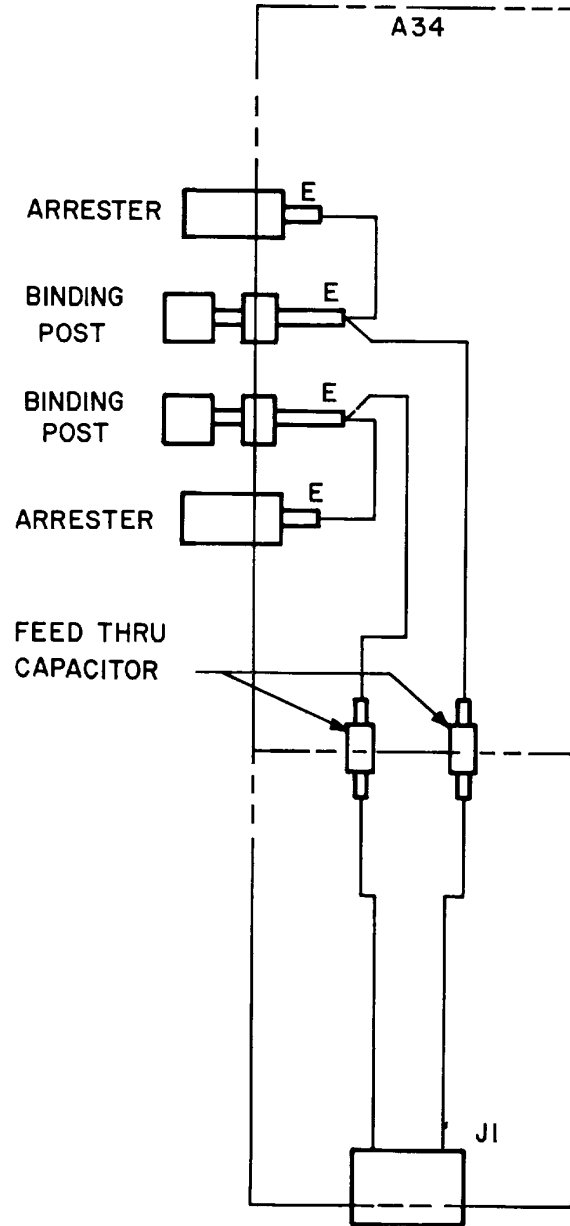 A34
E
ARRESTER
BINDING
POST
E
BINDING
POST
E
ARRESTER
E
FEED THRU
CAPACITOR
J1